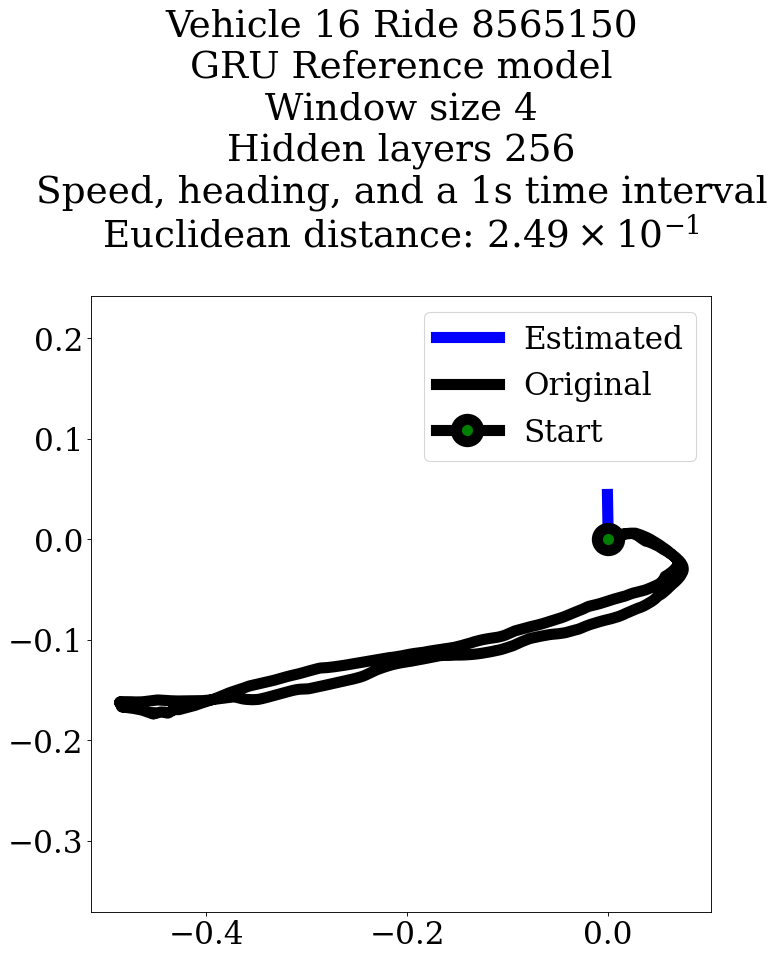 Vehicle 16 Ride 8565150
GRU Reference model
Window size 4
Hidden layers 256
Speed, heading, and a 1s time interval
Euclidean distance: 2.49 × 10⁻¹
Estimated
Original
Start
0.2
0.1
0.0
−0.1
−0.2
−0.3
−0.4
−0.2
0.0